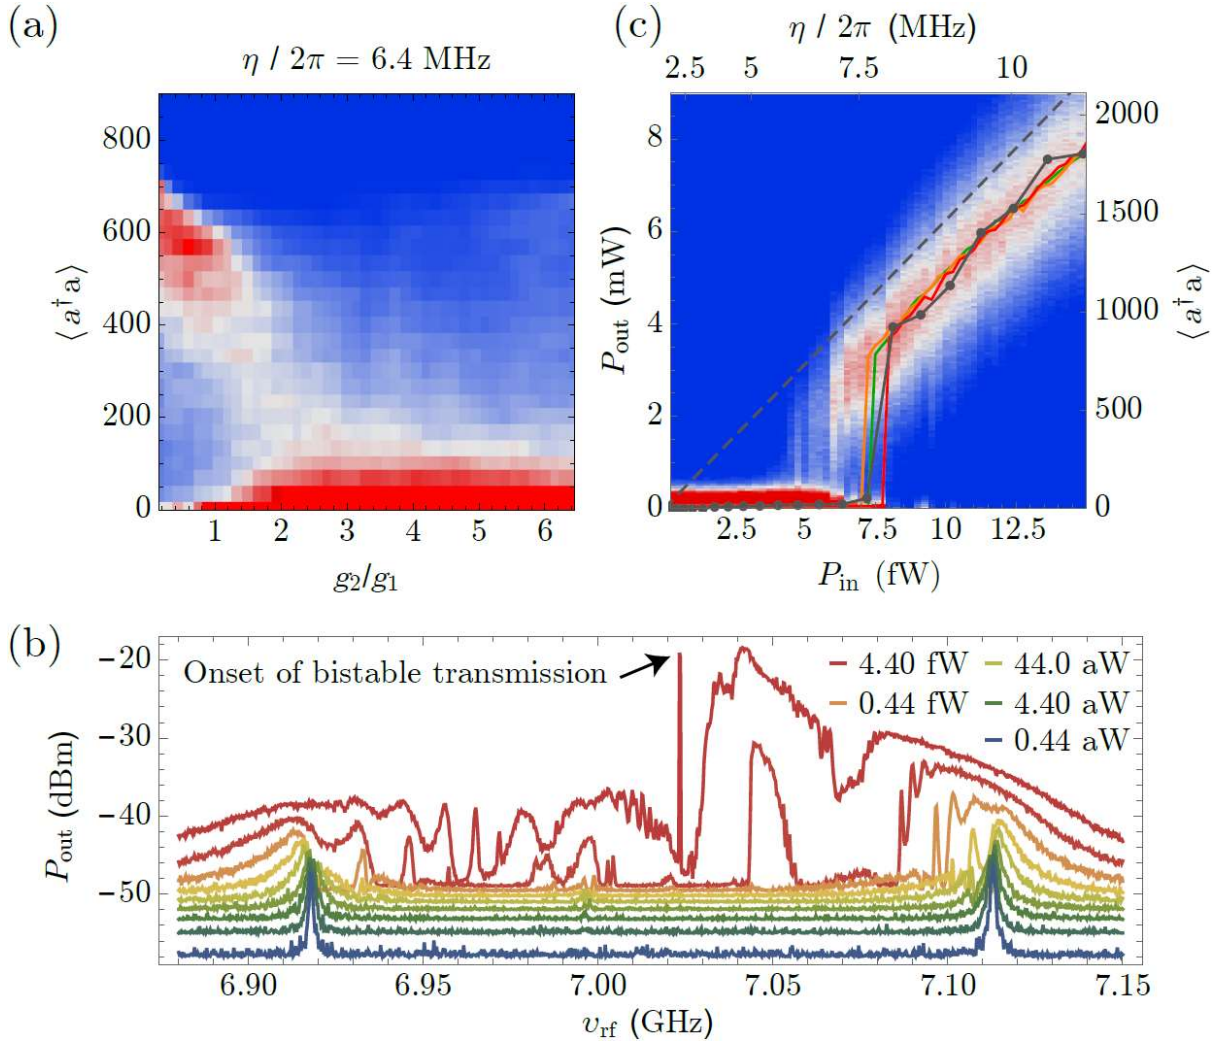 (a)
η / 2π = 6.4 MHz
800
600
400
200
0
⟨ a†a ⟩
1 2 3 4 5 6
g2/g1
(c)
η / 2π (MHz)
2.5 5 7.5 10
8
6
4
2
0
Pout (mW)
2000
1500
1000
500
0
⟨ a†a ⟩
2.5 5 7.5 10 12.5
Pin (fW)
(b)
Onset of bistable transmission
4.40 fW
0.44 fW
44.0 aW
4.40 aW
0.44 aW
−20
−30
−40
−50
Pout (dBm)
6.90 6.95 7.00 7.05 7.10 7.15
νrf (GHz)